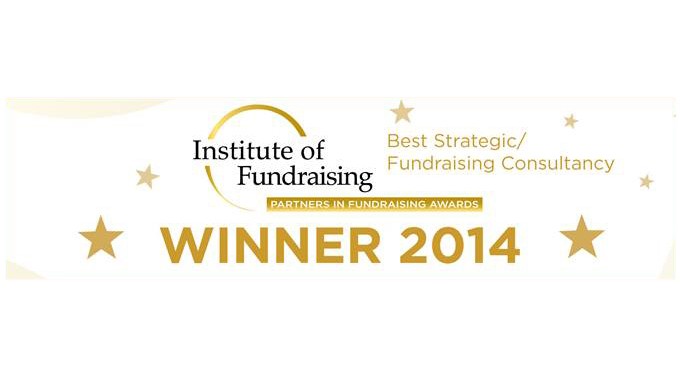 Institute of
Fundraising
Best Strategic/
Fundraising Consultancy
PARTNERS IN FUNDRAISING AWARDS
WINNER 2014